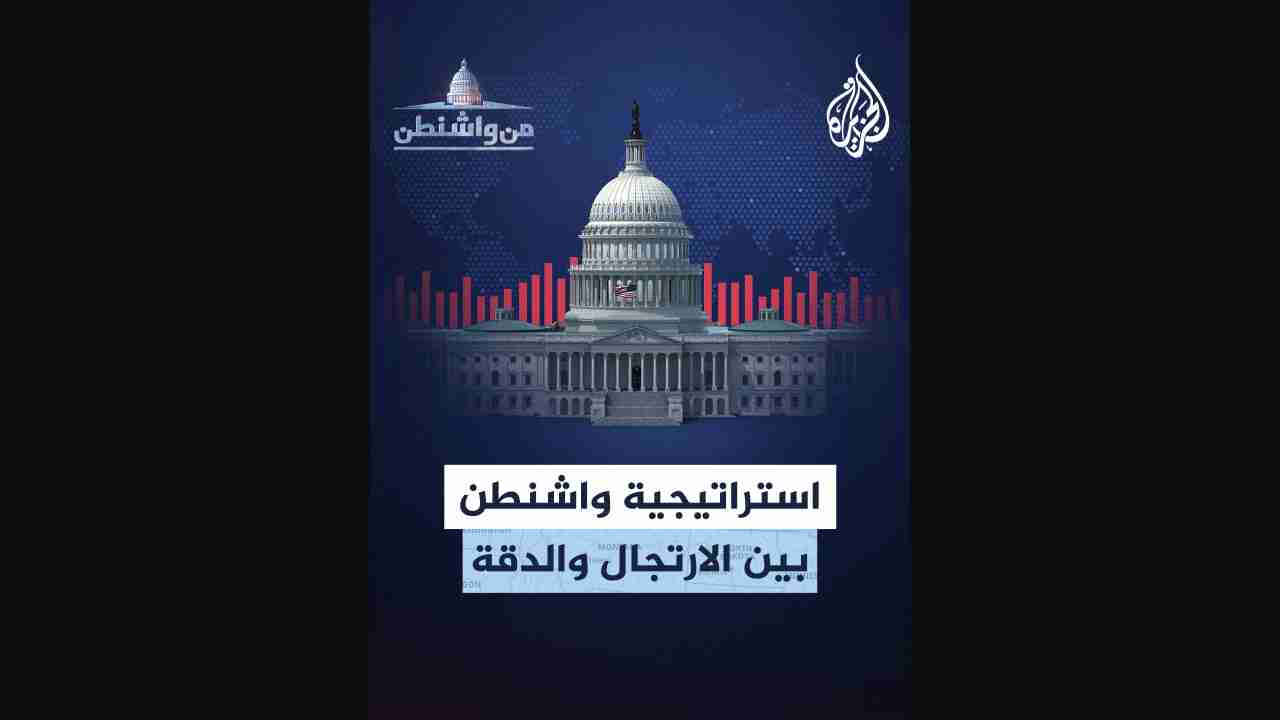 من واشنطن
الجزيرة
استراتيجية واشنطن
بين الارتجال والدقة